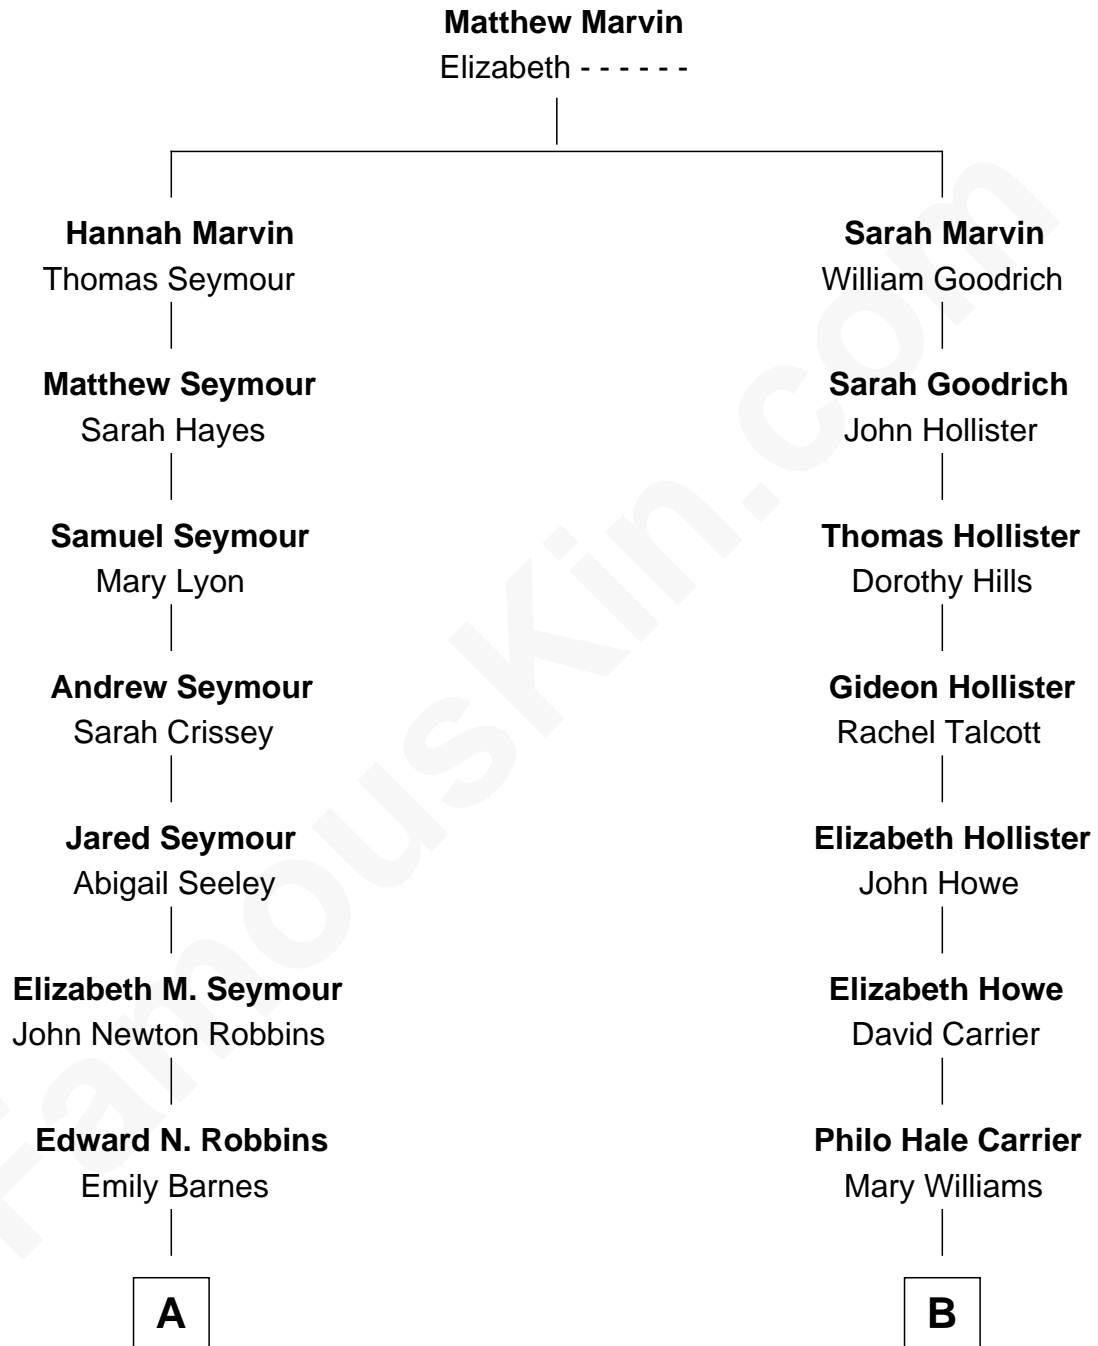 Matthew Marvin
Elizabeth - - - - - -
Hannah Marvin
Thomas Seymour
Sarah Marvin
William Goodrich
Matthew Seymour
Sarah Hayes
Sarah Goodrich
John Hollister
Samuel Seymour
Mary Lyon
Thomas Hollister
Dorothy Hills
Andrew Seymour
Sarah Crissey
Gideon Hollister
Rachel Talcott
Jared Seymour
Abigail Seeley
Elizabeth Hollister
John Howe
Elizabeth M. Seymour
John Newton Robbins
Elizabeth Howe
David Carrier
Edward N. Robbins
Emily Barnes
Philo Hale Carrier
Mary Williams
A
B
FamousKin.com